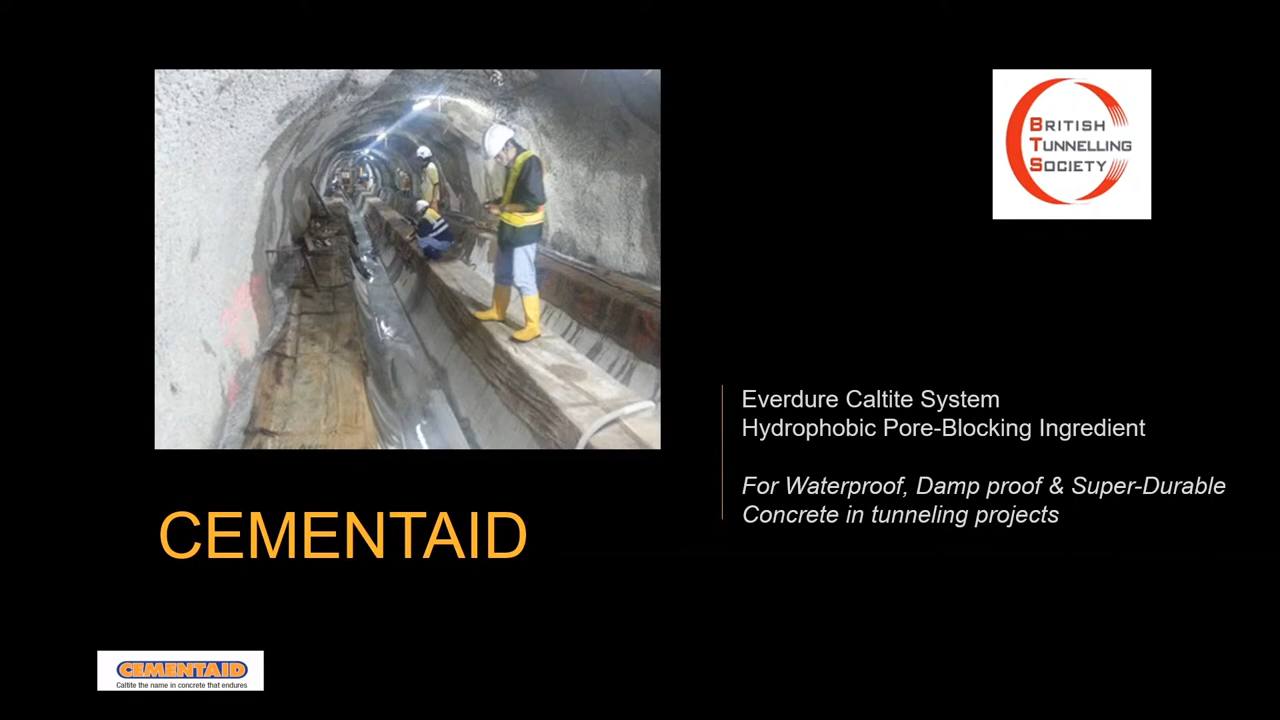 BRITISH
TUNNELLING
SOCIETY
Everdure Caltite System
Hydrophobic Pore-Blocking Ingredient
For Waterproof, Damp proof & Super-Durable
Concrete in tunneling projects
CEMENTAID
CEMENTAID
Caltite the name in concrete that endures